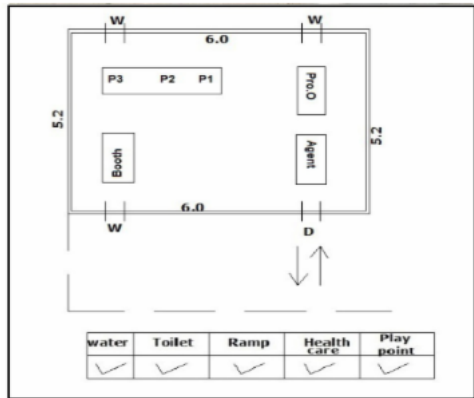 W W
6.0
P3 P2 P1
Pro.O
5.2
5.2
Booth
Agent
6.0
W D
water Toilet Ramp Health care Play point